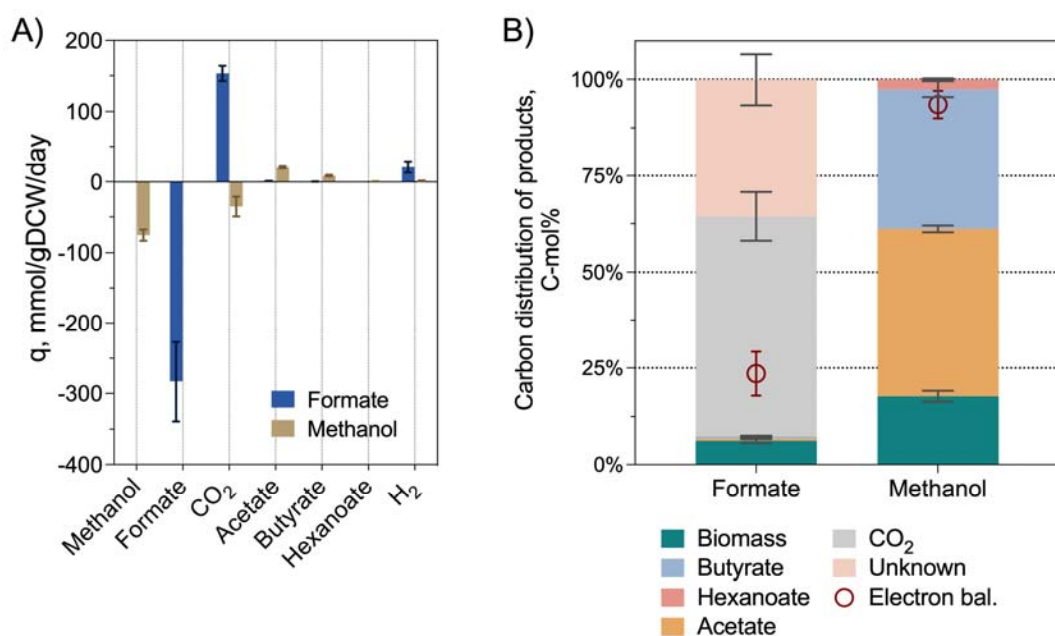 A)
q, mmol/gDCW/day
200
100
0
-100
-200
-300
-400
Formate
Methanol
Methanol
Formate
CO₂
Acetate
Butyrate
Hexanoate
H₂
B)
Carbon distribution of products,
C-mol%
100%
75%
50%
25%
0%
Formate Methanol
Biomass
Butyrate
Hexanoate
Acetate
CO₂
Unknown
Electron bal.